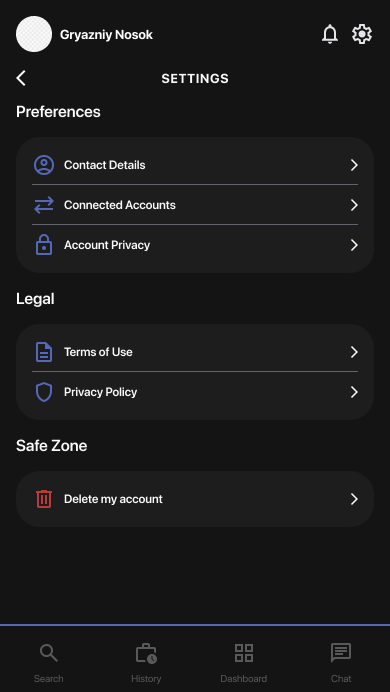 Gryazniy Nosok
SETTINGS
Preferences
Contact Details
Connected Accounts
Account Privacy
Legal
Terms of Use
Privacy Policy
Safe Zone
Delete my account
Search
History
Dashboard
Chat